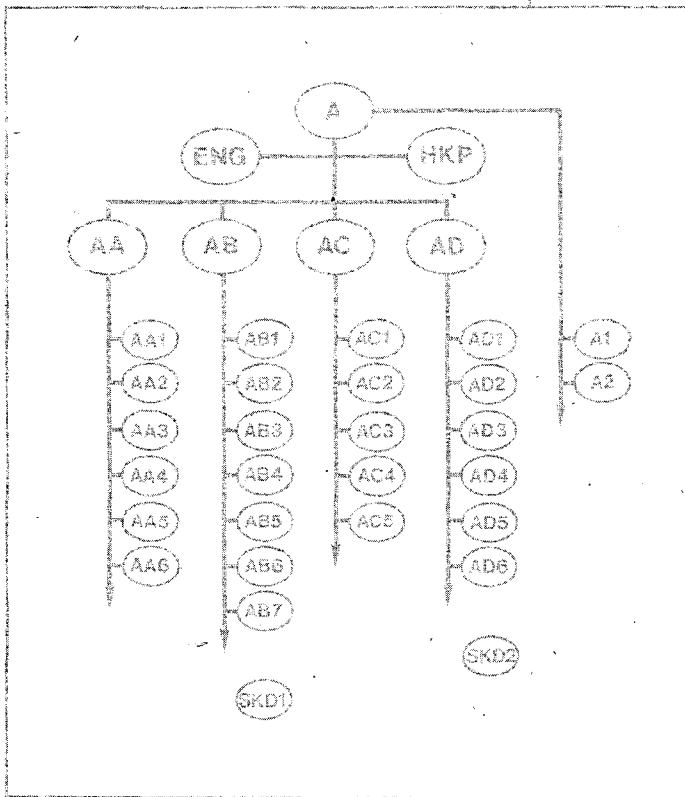 A
ENG HKP
AA AB AC AD
AA1 AB1 AC1 AD1 A1
AA2 AB2 AC2 AD2 A2
AA3 AB3 AC3 AD3
AA4 AB4 AC4 AD4
AA5 AB5 AC5 AD5
AA6 AB6 AD6
AB7
SKD2
SKD1